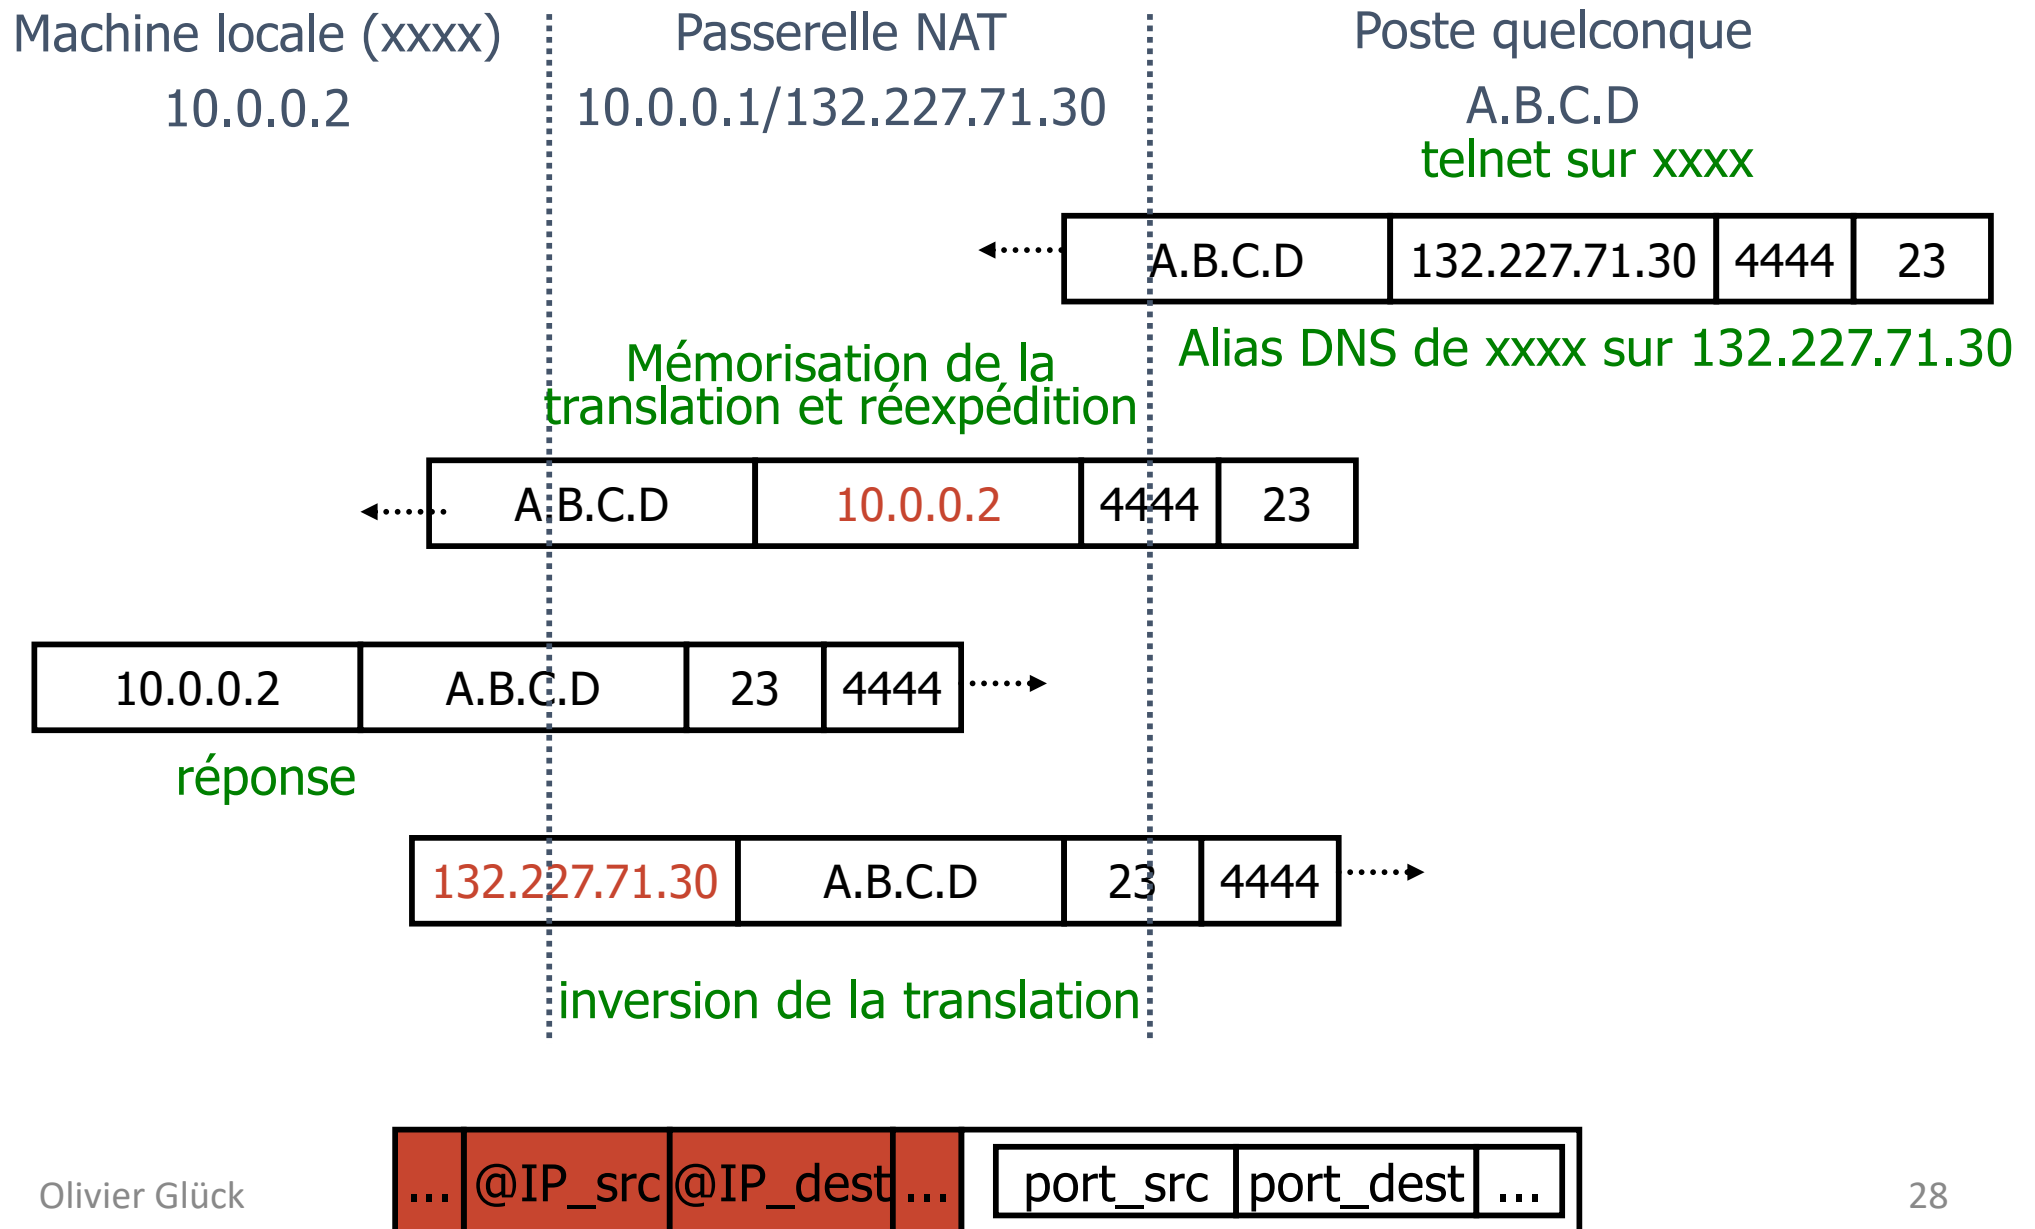 Machine locale (xxxx) Passerelle NAT Poste quelconque
10.0.0.2 10.0.0.1/132.227.71.30 A.B.C.D
telnet sur xxxx
A.B.C.D 132.227.71.30 4444 23
Alias DNS de xxxx sur 132.227.71.30
Mémorisation de la
translation et réexpédition
A.B.C.D 10.0.0.2 4444 23
10.0.0.2 A.B.C.D 23 4444
réponse
132.227.71.30 A.B.C.D 23 4444
inversion de la translation
... @IP_src @IP_dest ... port_src port_dest ...
Olivier Glück 28